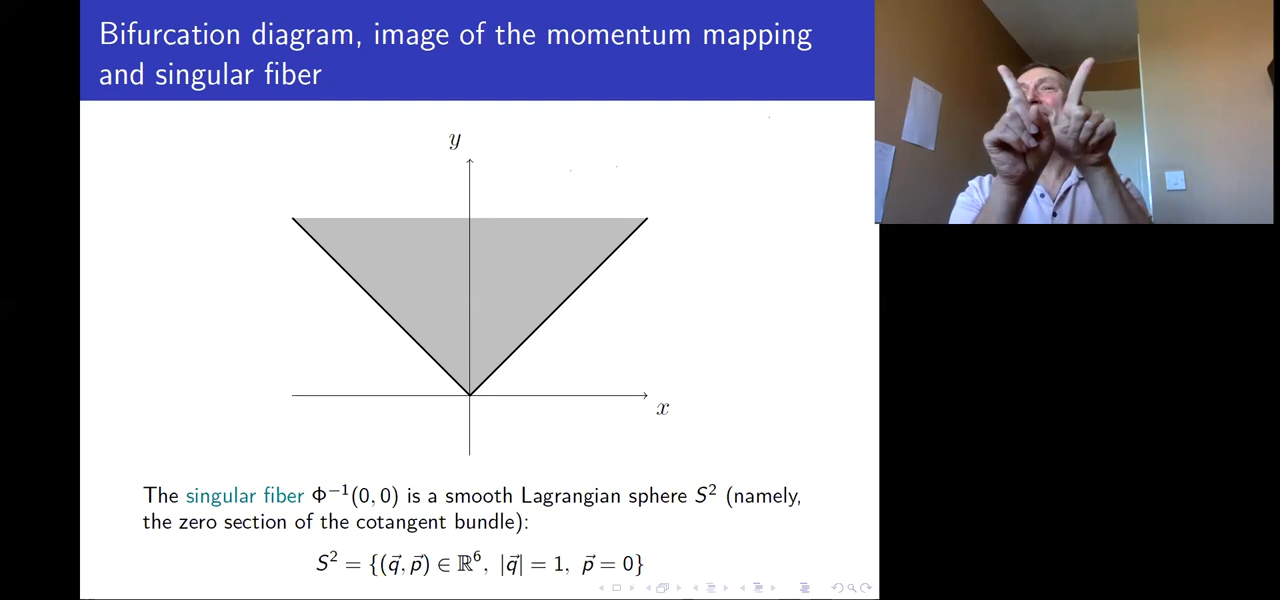 Bifurcation diagram, image of the momentum mapping
and singular fiber
y
x
The singular fiber Φ⁻¹(0, 0) is a smooth Lagrangian sphere S² (namely,
the zero section of the cotangent bundle):
S² = {(q⃗, p⃗) ∈ ℝ⁶, |q⃗| = 1, p⃗ = 0}